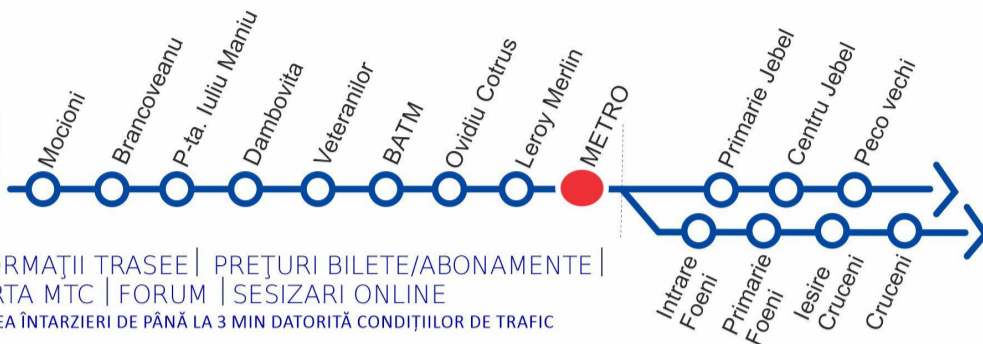 Mocioni
Brancoveanu
P-ta. Iuliu Maniu
Dambovita
Veteranilor
BATM
Ovidiu Cotrus
Leroy Merlin
METRO
Primarie Jebel
Centru Jebel
Peco vechi
Intrare
Foeni
Primarie
Foeni
Iesire
Cruceni
Cruceni
ORMAŢII TRASEE| PREŢURI BILETE/ABONAMENTE|
RTA MTC | FORUM | SESIZARI ONLINE
EA ÎNTARZIERI DE PÂNĂ LA 3 MIN DATORITĂ CONDIȚIILOR DE TRAFIC